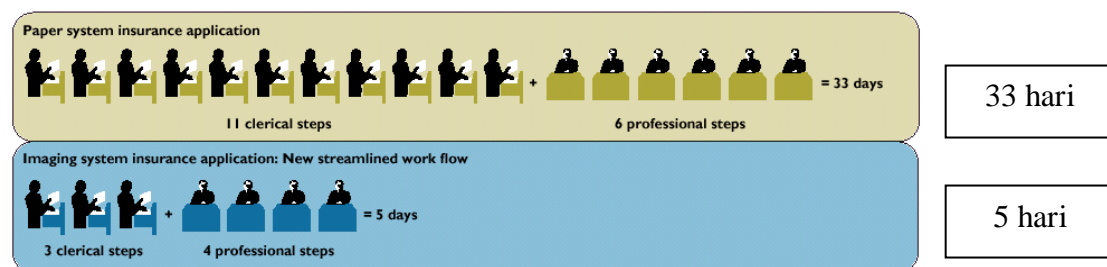 Paper system insurance application
+ = 33 days
11 clerical steps 6 professional steps
33 hari
Imaging system insurance application: New streamlined work flow
+ = 5 days
3 clerical steps 4 professional steps
5 hari